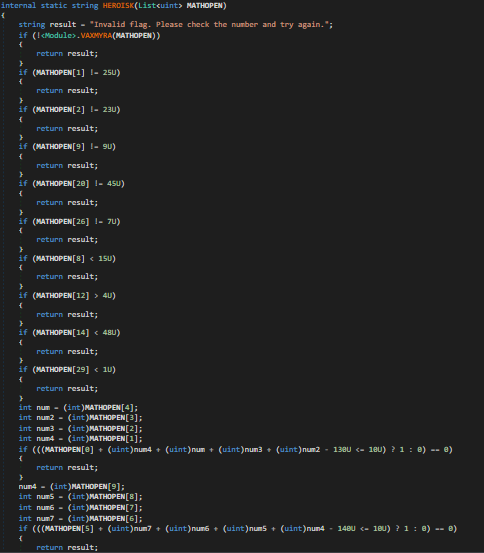 internal static string HEROISK(List<uint> MATHOPEN)
{
string result = "Invalid flag. Please check the number and try again.";
if (!<Module>.VAXMYRA(MATHOPEN))
{
return result;
}
if (MATHOPEN[1] != 25U)
{
return result;
}
if (MATHOPEN[2] != 23U)
{
return result;
}
if (MATHOPEN[9] != 9U)
{
return result;
}
if (MATHOPEN[20] != 45U)
{
return result;
}
if (MATHOPEN[26] != 7U)
{
return result;
}
if (MATHOPEN[8] < 15U)
{
return result;
}
if (MATHOPEN[12] > 4U)
{
return result;
}
if (MATHOPEN[14] < 48U)
{
return result;
}
if (MATHOPEN[29] < 1U)
{
return result;
}
int num = (int)MATHOPEN[4];
int num2 = (int)MATHOPEN[3];
int num3 = (int)MATHOPEN[2];
int num4 = (int)MATHOPEN[1];
if (((MATHOPEN[0] + (uint)num4 + (uint)num + (uint)num3 + (uint)num2 - 130U <= 10U) ? 1 : 0) == 0)
{
return result;
}
num4 = (int)MATHOPEN[9];
int num5 = (int)MATHOPEN[8];
int num6 = (int)MATHOPEN[7];
int num7 = (int)MATHOPEN[6];
if (((MATHOPEN[5] + (uint)num7 + (uint)num6 + (uint)num5 + (uint)num4 - 140U <= 10U) ? 1 : 0) == 0)
{
return result;